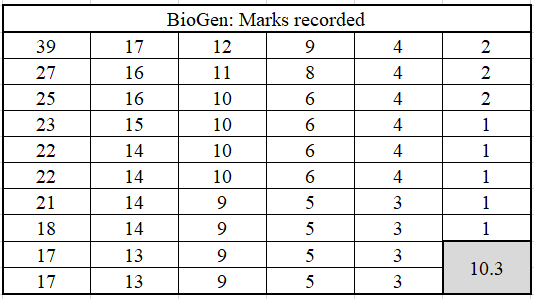 BioGen: Marks recorded
39 17 12 9 4 2
27 16 11 8 4 2
25 16 10 6 4 2
23 15 10 6 4 1
22 14 10 6 4 1
22 14 10 6 4 1
21 14 9 5 3 1
18 14 9 5 3 1
17 13 9 5 3 10.3
17 13 9 5 3